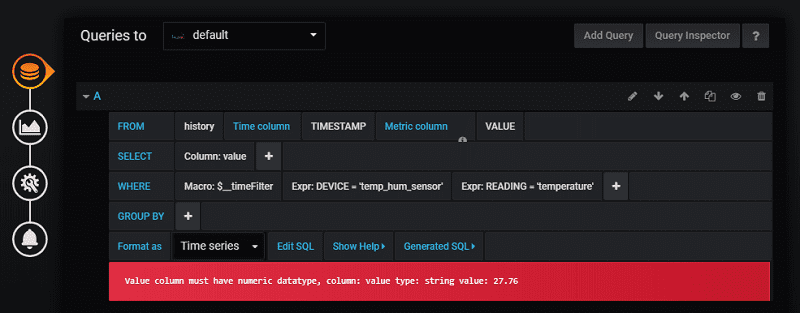 Queries to default Add Query Query Inspector ?
A
FROM history Time column TIMESTAMP Metric column VALUE
SELECT Column: value +
WHERE Macro: $__timeFilter Expr: DEVICE = 'temp_hum_sensor' Expr: READING = 'temperature' +
GROUP BY +
Format as Time series Edit SQL Show Help Generated SQL
Value column must have numeric datatype, column: value type: string value: 27.76